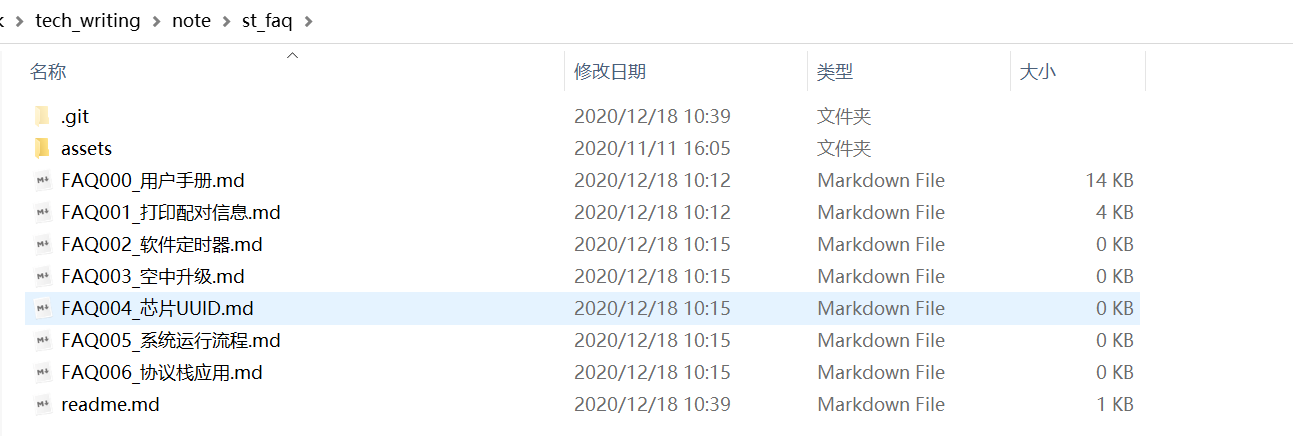 k > tech_writing > note > st_faq >
名称 修改日期 类型 大小
.git 2020/12/18 10:39 文件夹
assets 2020/11/11 16:05 文件夹
FAQ000_用户手册.md 2020/12/18 10:12 Markdown File 14 KB
FAQ001_打印配对信息.md 2020/12/18 10:12 Markdown File 4 KB
FAQ002_软件定时器.md 2020/12/18 10:15 Markdown File 0 KB
FAQ003_空中升级.md 2020/12/18 10:15 Markdown File 0 KB
FAQ004_芯片UUID.md 2020/12/18 10:15 Markdown File 0 KB
FAQ005_系统运行流程.md 2020/12/18 10:15 Markdown File 0 KB
FAQ006_协议栈应用.md 2020/12/18 10:15 Markdown File 0 KB
readme.md 2020/12/18 10:39 Markdown File 1 KB